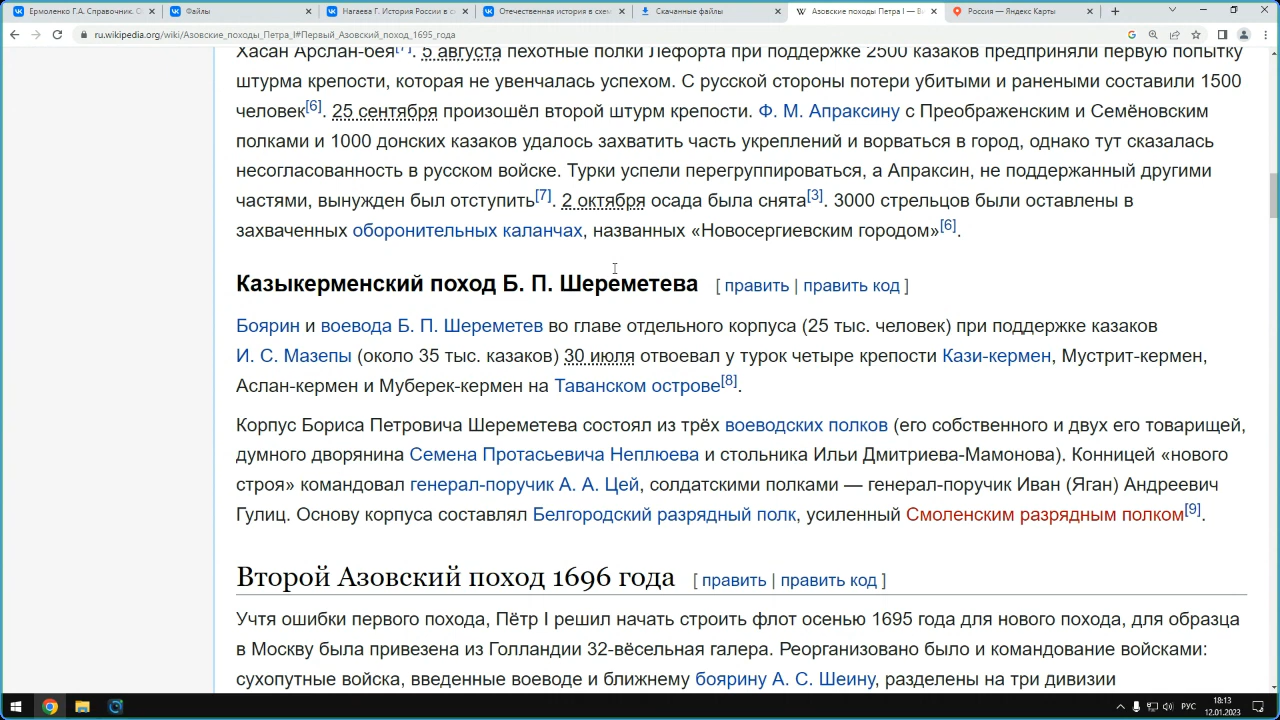 Ермоленко Г.А. Справочник. О
Файлы
Нагаева Г. История России в с
Отечественная история в схем
Скачанные файлы
Азовские походы Петра I — В
Россия — Яндекс Карты
ru.wikipedia.org/wiki/Азовские_походы_Петра_I#Первый_Азовский_поход_1695_года
Хасан Арслан-бея[7]. 5 августа пехотные полки Лефорта при поддержке 2500 казаков предприняли первую попытку
штурма крепости, которая не увенчалась успехом. С русской стороны потери убитыми и ранеными составили 1500
человек[6]. 25 сентября произошёл второй штурм крепости. Ф. М. Апраксину с Преображенским и Семёновским
полками и 1000 донских казаков удалось захватить часть укреплений и ворваться в город, однако тут сказалась
несогласованность в русском войске. Турки успели перегруппироваться, а Апраксин, не поддержанный другими
частями, вынужден был отступить[7]. 2 октября осада была снята[3]. 3000 стрельцов были оставлены в
захваченных оборонительных каланчах, названных «Новосергиевским городом»[6].
Казыкерменский поход Б. П. Шереметева [ править | править код ]
Боярин и воевода Б. П. Шереметев во главе отдельного корпуса (25 тыс. человек) при поддержке казаков
И. С. Мазепы (около 35 тыс. казаков) 30 июля отвоевал у турок четыре крепости Кази-кермен, Мустрит-кермен,
Аслан-кермен и Муберек-кермен на Таванском острове[8].
Корпус Бориса Петровича Шереметева состоял из трёх воеводских полков (его собственного и двух его товарищей,
думного дворянина Семена Протасьевича Неплюева и стольника Ильи Дмитриева-Мамонова). Конницей «нового
строя» командовал генерал-поручик А. А. Цей, солдатскими полками — генерал-поручик Иван (Яган) Андреевич
Гулиц. Основу корпуса составлял Белгородский разрядный полк, усиленный Смоленским разрядным полком[9].
Второй Азовский поход 1696 года [ править | править код ]
Учтя ошибки первого похода, Пётр I решил начать строить флот осенью 1695 года для нового похода, для образца
в Москву была привезена из Голландии 32-вёсельная галера. Реорганизовано было и командование войсками:
сухопутные войска, введенные воеводе и ближнему боярину А. С. Шеину, разделены на три дивизии
РУС
18:13
12.01.2023